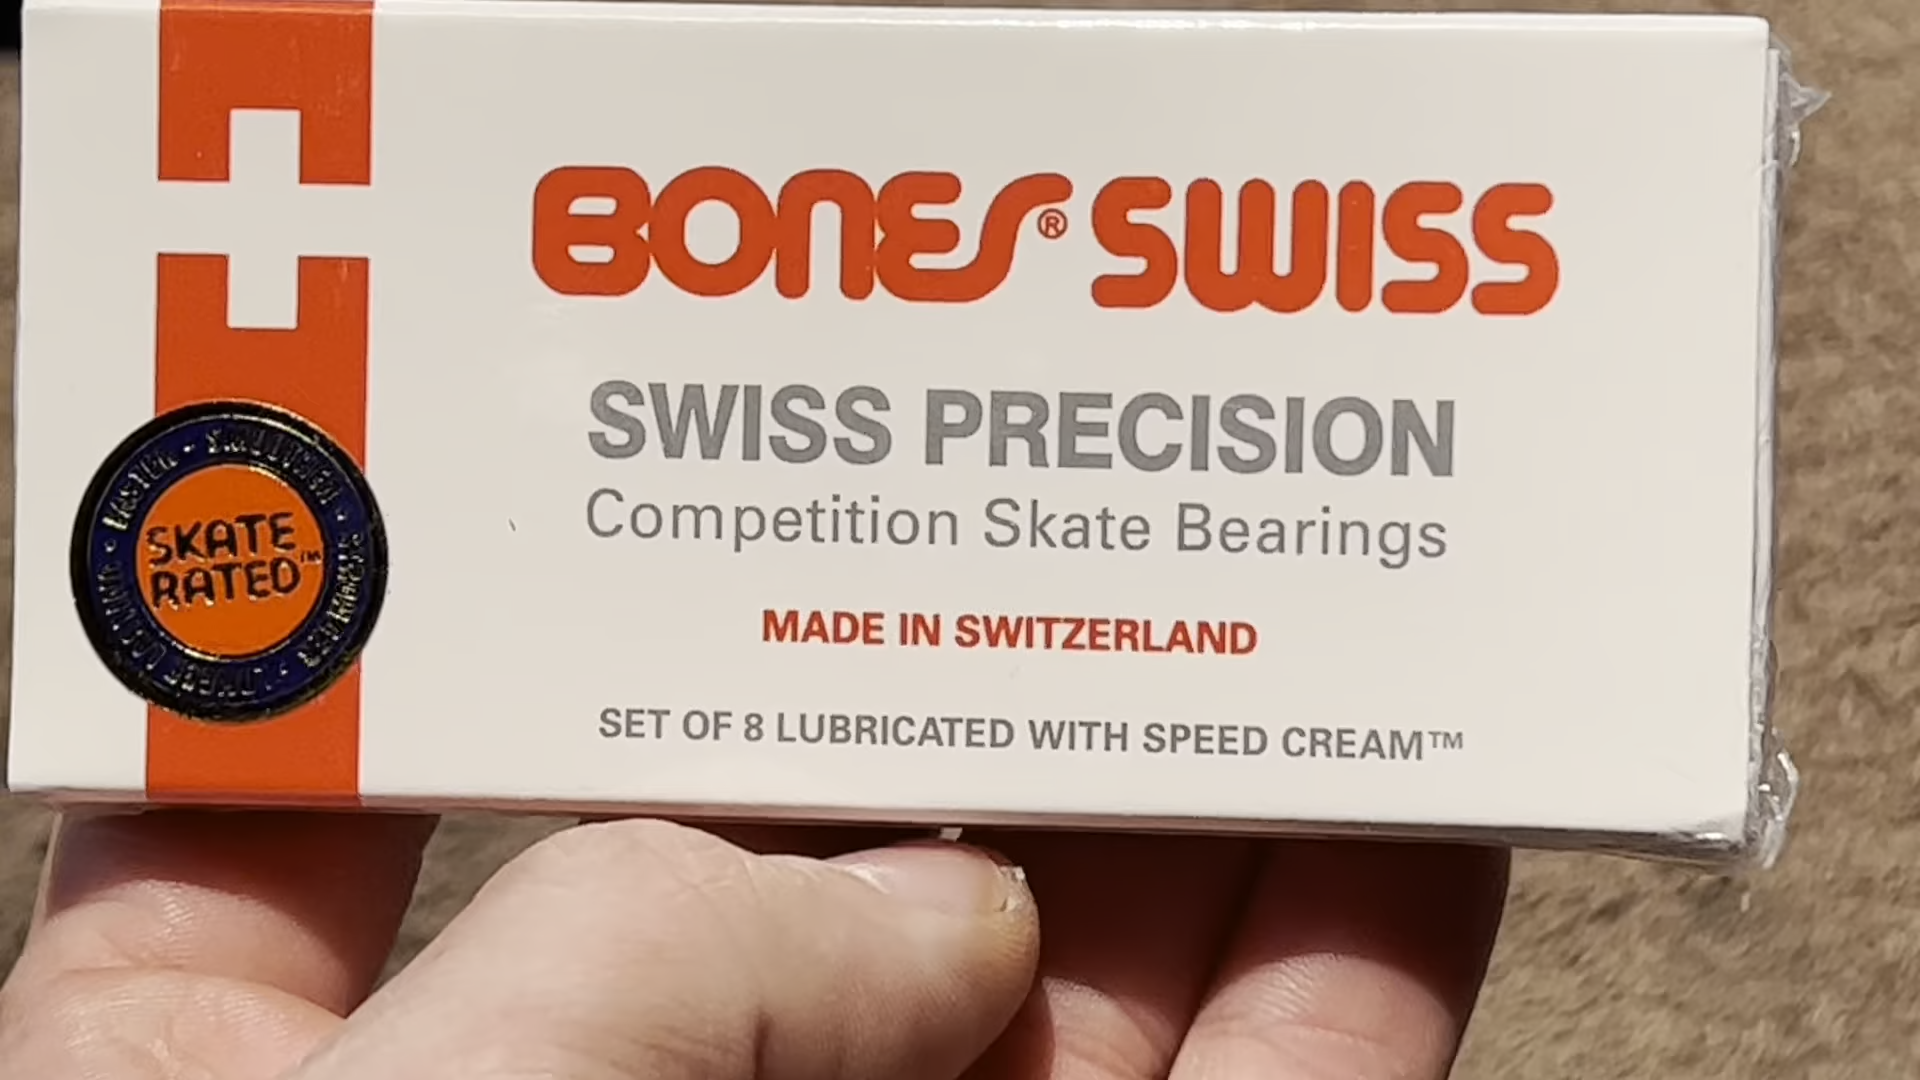 BONES® SWISS
SWISS PRECISION
Competition Skate Bearings
MADE IN SWITZERLAND
SET OF 8 LUBRICATED WITH SPEED CREAM™
SKATE
RATED™